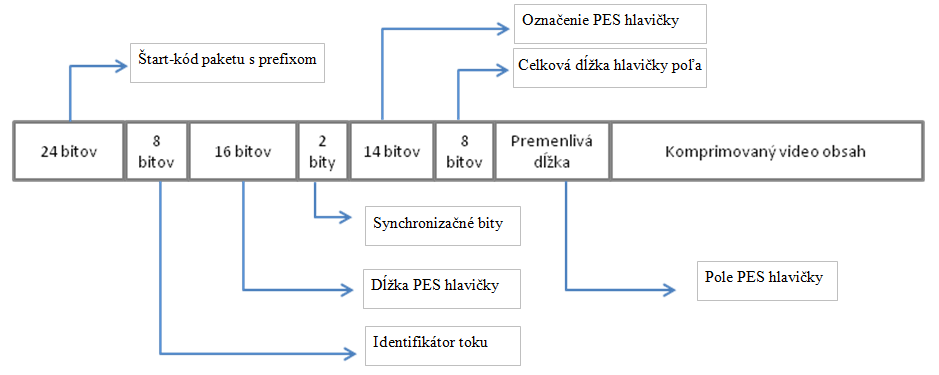 Označenie PES hlavičky
Štart-kód paketu s prefixom
Celková dĺžka hlavičky poľa
24 bitov
8
bitov
16 bitov
2
bity
14 bitov
8
bitov
Premenlivá
dĺžka
Komprimovaný video obsah
Synchronizačné bity
Dĺžka PES hlavičky
Pole PES hlavičky
Identifikátor toku